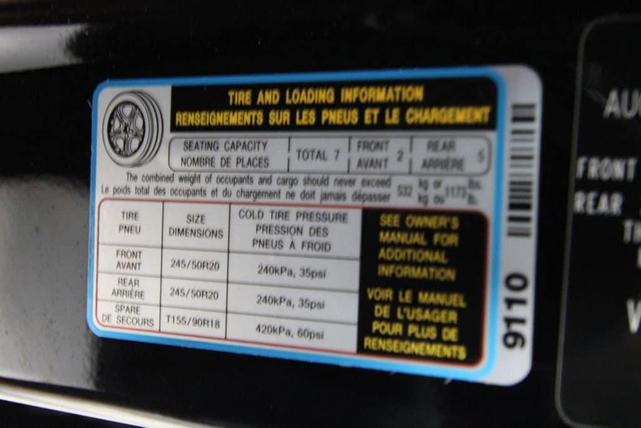 TIRE AND LOADING INFORMATION
RENSEIGNEMENTS SUR LES PNEUS ET LE CHARGEMENT
SEATING CAPACITY
NOMBRE DE PLACES
TOTAL 7
FRONT
AVANT 2
REAR
ARRIÈRE 5
The combined weight of occupants and cargo should never exceed
Le poids total des occupants et du chargement ne doit jamais dépasser
532 kg or 1173 lbs.
kg ou lb.
TIRE
PNEU
SIZE
DIMENSIONS
COLD TIRE PRESSURE
PRESSION DES
PNEUS À FROID
FRONT
AVANT
245/50R20
240kPa, 35psi
REAR
ARRIÈRE
245/50R20
240kPa, 35psi
SPARE
DE SECOURS
T155/90R18
420kPa, 60psi
SEE OWNER'S
MANUAL FOR
ADDITIONAL
INFORMATION
VOIR LE MANUEL
DE L'USAGER
POUR PLUS DE
RENSEIGNEMENTS
9110
FRONT
REAR